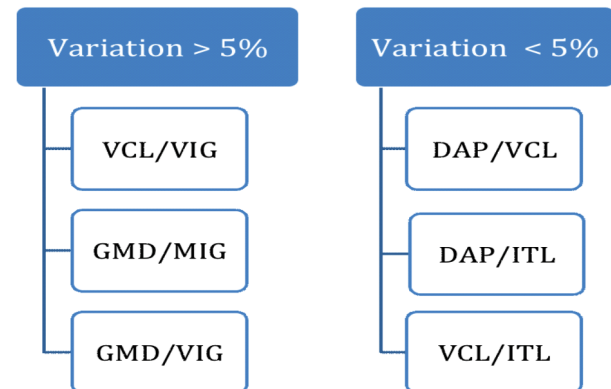 Variation > 5%
VCL/VIG
GMD/MIG
GMD/VIG
Variation < 5%
DAP/VCL
DAP/ITL
VCL/ITL